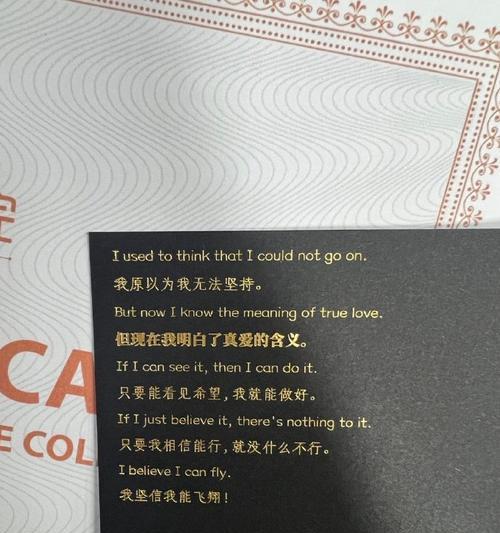 I used to think that I could not go on.
我原以为我无法坚持。
But now I know the meaning of true love.
但现在我明白了真爱的含义。
If I can see it, then I can do it.
只要能看见希望,我就能做好。
If I just believe it, there's nothing to it.
只要我相信能行,就没什么不行。
I believe I can fly.
我坚信我能飞翔!
CA
E COL